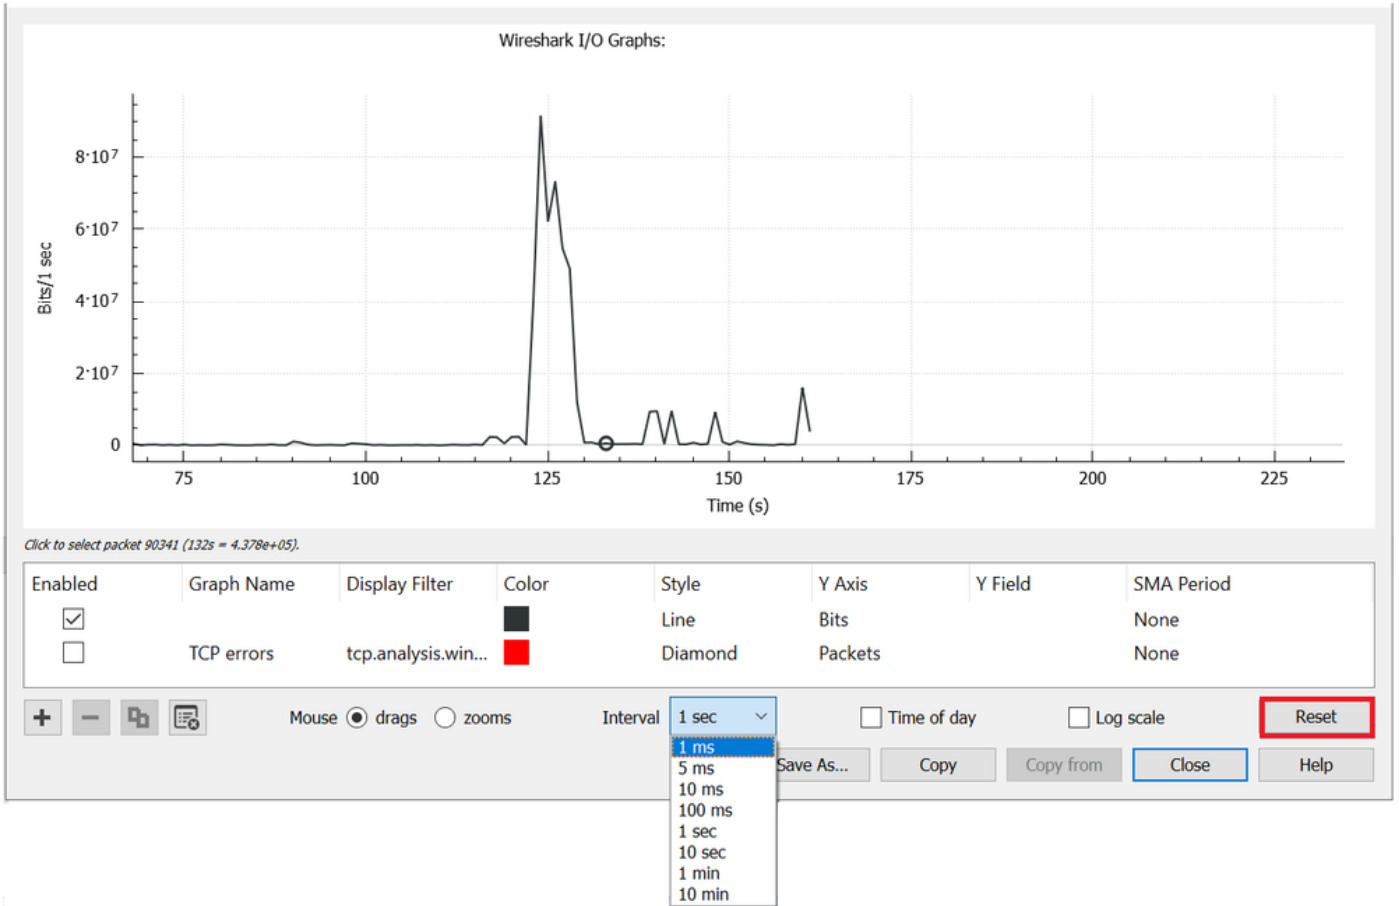 Wireshark I/O Graphs:
8·10⁷
6·10⁷
4·10⁷
2·10⁷
0
Bits/1 sec
75 100 125 150 175 200 225
Time (s)
Click to select packet 90341 (132s = 4.378e+05).
Enabled Graph Name Display Filter Color Style Y Axis Y Field SMA Period
Line Bits None
TCP errors tcp.analysis.win... Diamond Packets None
Mouse drags zooms Interval 1 sec Time of day Log scale Reset
1 ms
Save As... Copy Copy from Close Help
5 ms
10 ms
100 ms
1 sec
10 sec
1 min
10 min